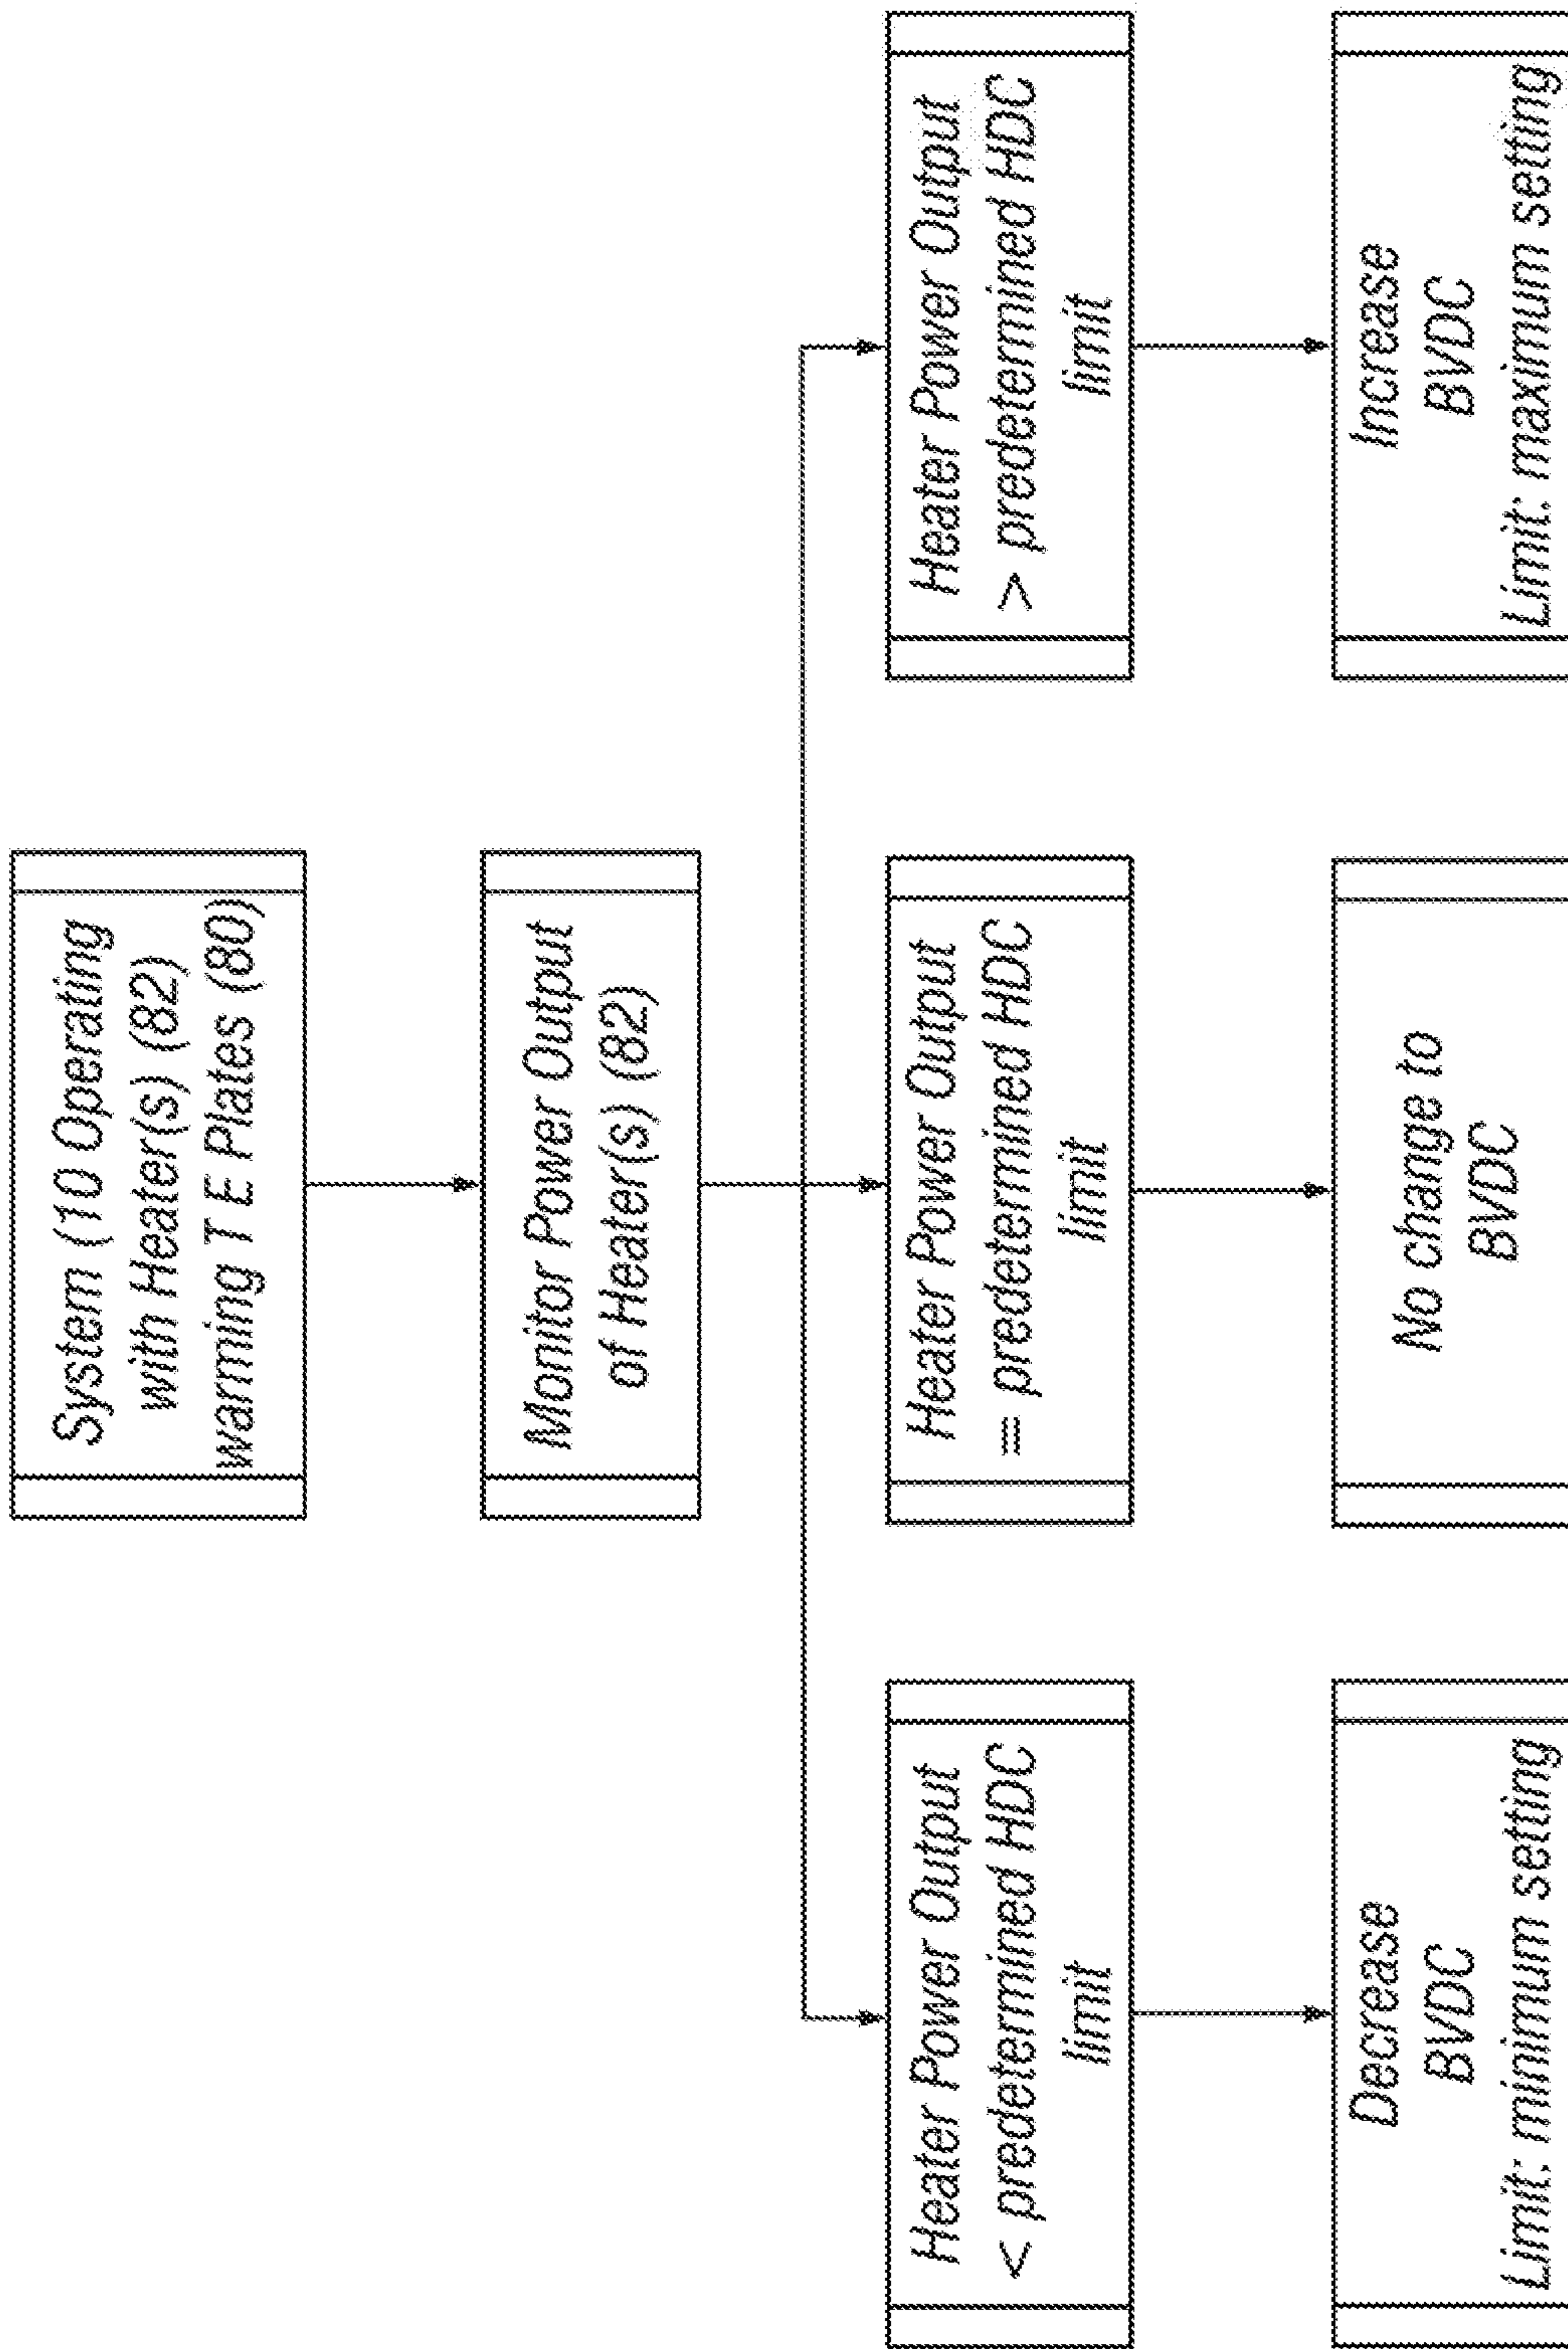 System (10 Operating
with Heater(s) (82)
warming T E Plates (80)
Monitor Power Output
of Heater(s) (82)
Heater Power Output
< predetermined HDC
limit
Heater Power Output
= predetermined HDC
limit
Heater Power Output
> predetermined HDC
limit
Decrease
BVDC
Limit: minimum setting
No change to
BVDC
Increase
BVDC
Limit: maximum setting